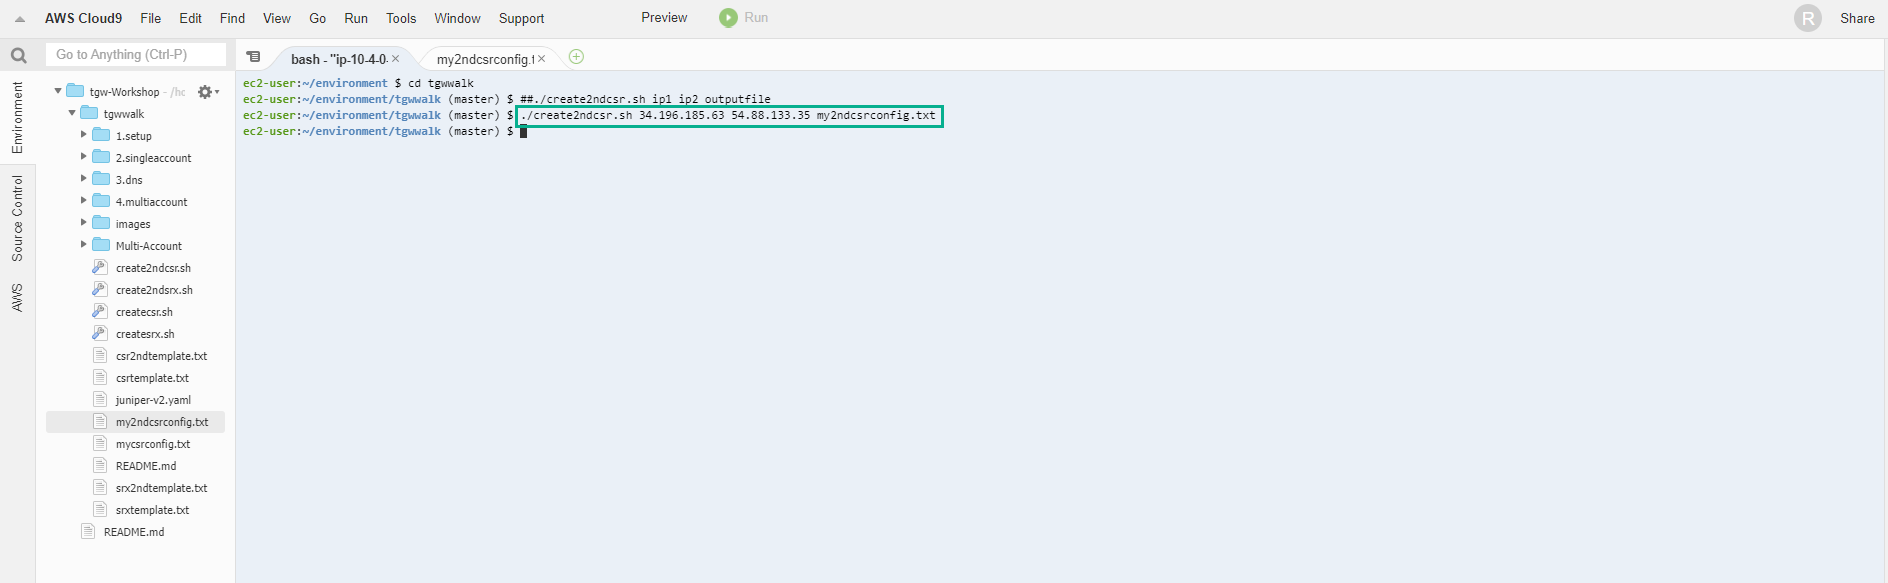 AWS Cloud9 File Edit Find View Go Run Tools Window Support Preview Run R Share
Go to Anything (Ctrl-P)
bash - "ip-10-4-0-
my2ndcsrconfig.t
Environment
Source Control
AWS
tgw-Workshop - /ho
tgwwalk
1.setup
2.singleaccount
3.dns
4.multiaccount
images
Multi-Account
create2ndcsr.sh
create2ndsrx.sh
createcsr.sh
createsrx.sh
csr2ndtemplate.txt
csrtemplate.txt
juniper-v2.yaml
my2ndcsrconfig.txt
mycsrconfig.txt
README.md
srx2ndtemplate.txt
srxtemplate.txt
README.md
ec2-user:~/environment $ cd tgwwalk
ec2-user:~/environment/tgwwalk (master) $ ##./create2ndcsr.sh ip1 ip2 outputfile
ec2-user:~/environment/tgwwalk (master) $ ./create2ndcsr.sh 34.196.185.63 54.88.133.35 my2ndcsrconfig.txt
ec2-user:~/environment/tgwwalk (master) $